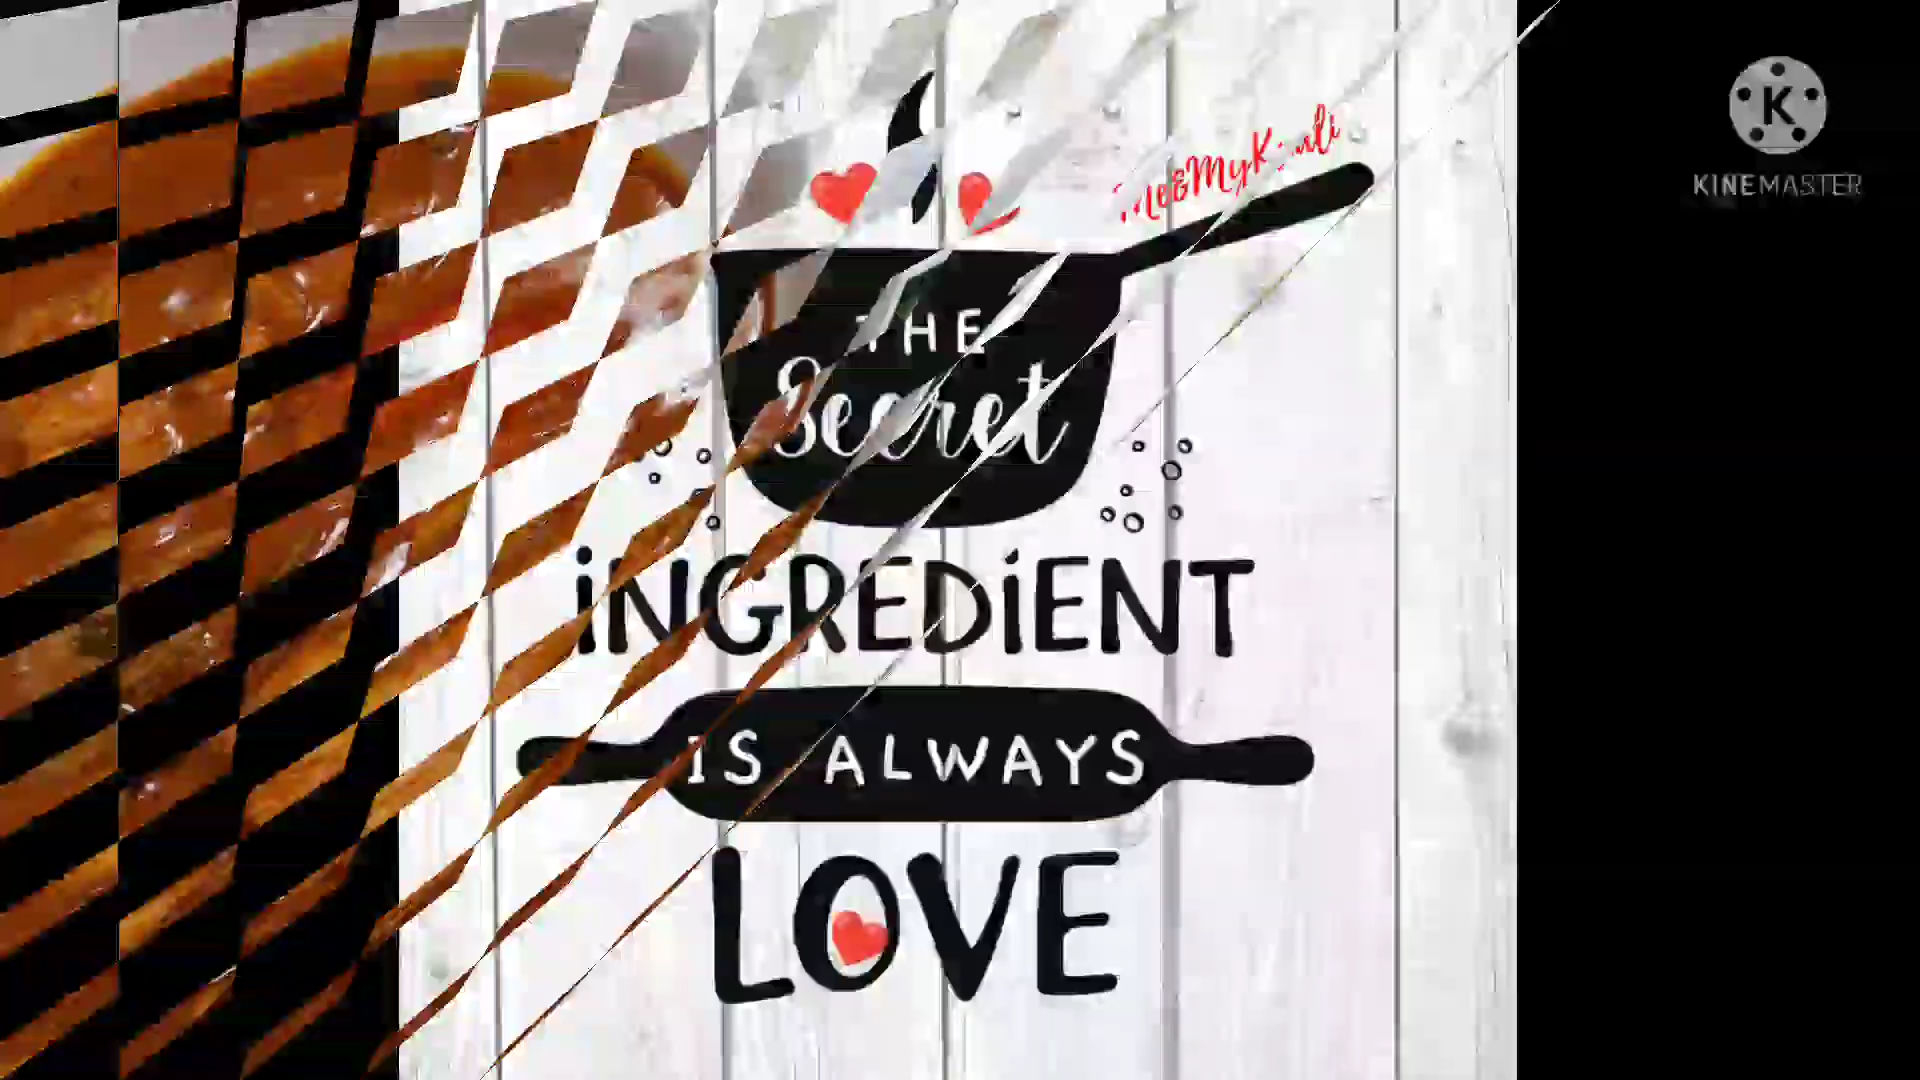 KINEMASTER
THE
Secret
iNGREDiENT
IS ALWAYS
LOVE